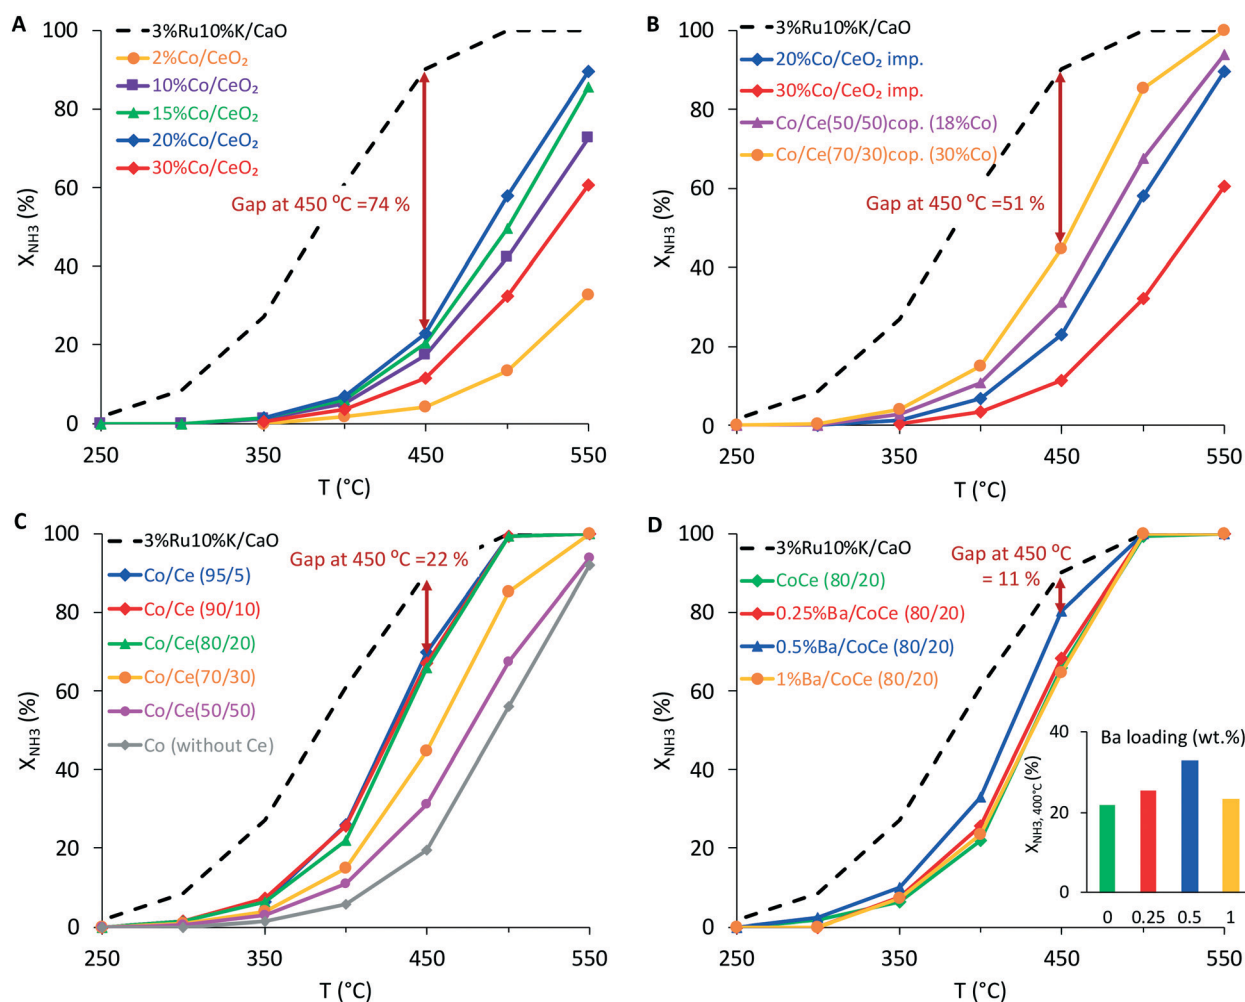 A
3%Ru10%K/CaO
2%Co/CeO₂
10%Co/CeO₂
15%Co/CeO₂
20%Co/CeO₂
30%Co/CeO₂
Gap at 450 ⁰C =74 %
X_NH3 (%)
100
80
60
40
20
0
250
350
450
550
T (°C)
B
3%Ru10%K/CaO
20%Co/CeO₂ imp.
30%Co/CeO₂ imp.
Co/Ce(50/50)cop. (18%Co)
Co/Ce(70/30)cop. (30%Co)
Gap at 450 ⁰C =51 %
X_NH3 (%)
100
80
60
40
20
0
250
350
450
550
T (°C)
C
3%Ru10%K/CaO
Co/Ce (95/5)
Co/Ce (90/10)
Co/Ce(80/20)
Co/Ce(70/30)
Co/Ce(50/50)
Co (without Ce)
Gap at 450 ⁰C =22 %
X_NH3 (%)
100
80
60
40
20
0
250
350
450
550
T (°C)
D
3%Ru10%K/CaO
CoCe (80/20)
0.25%Ba/CoCe (80/20)
0.5%Ba/CoCe (80/20)
1%Ba/CoCe (80/20)
Gap at 450 ⁰C
= 11 %
X_NH3 (%)
100
80
60
40
20
0
250
350
450
550
T (°C)
Ba loading (wt.%)
X_NH3, 400°C (%)
40
20
0
0
0.25
0.5
1